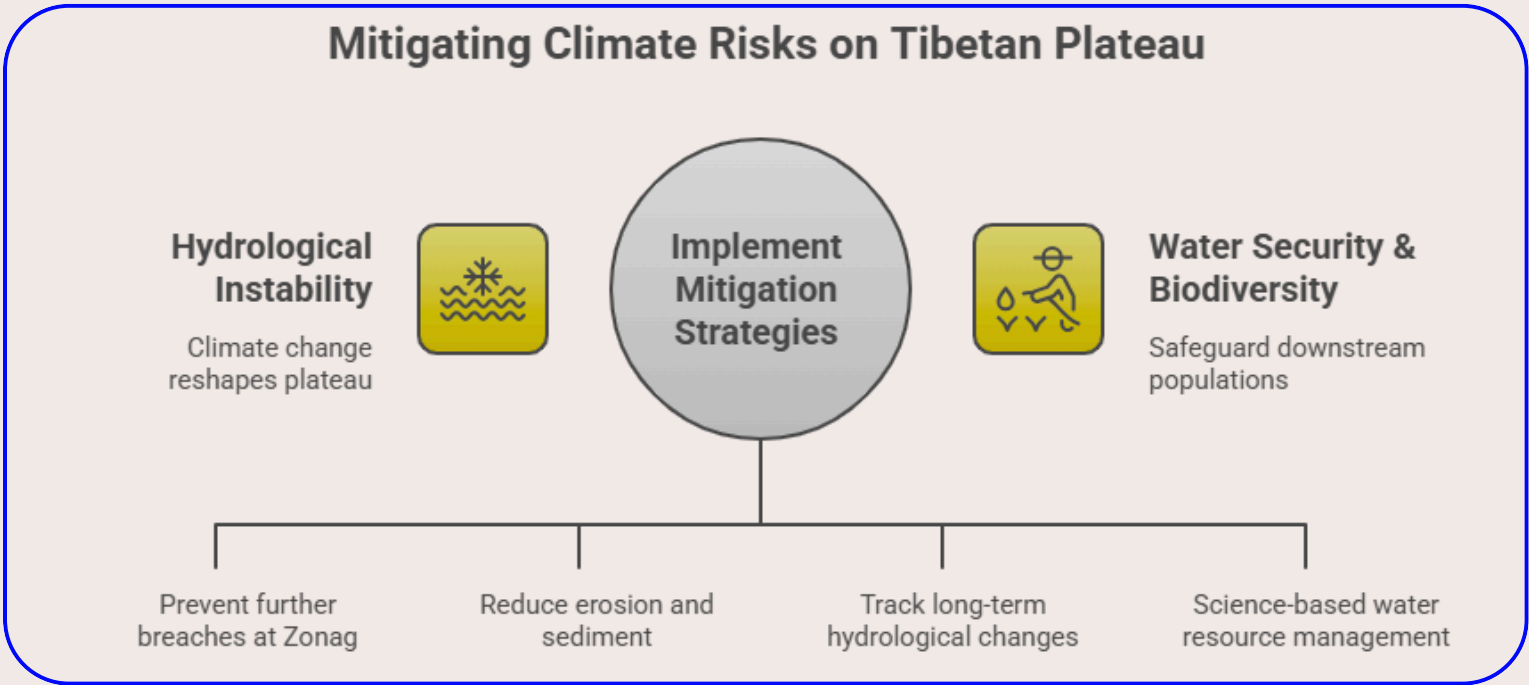 Mitigating Climate Risks on Tibetan Plateau
Hydrological
Instability
Climate change
reshapes plateau
Implement
Mitigation
Strategies
Water Security &
Biodiversity
Safeguard downstream
populations
Prevent further
breaches at Zonag
Reduce erosion and
sediment
Track long-term
hydrological changes
Science-based water
resource management